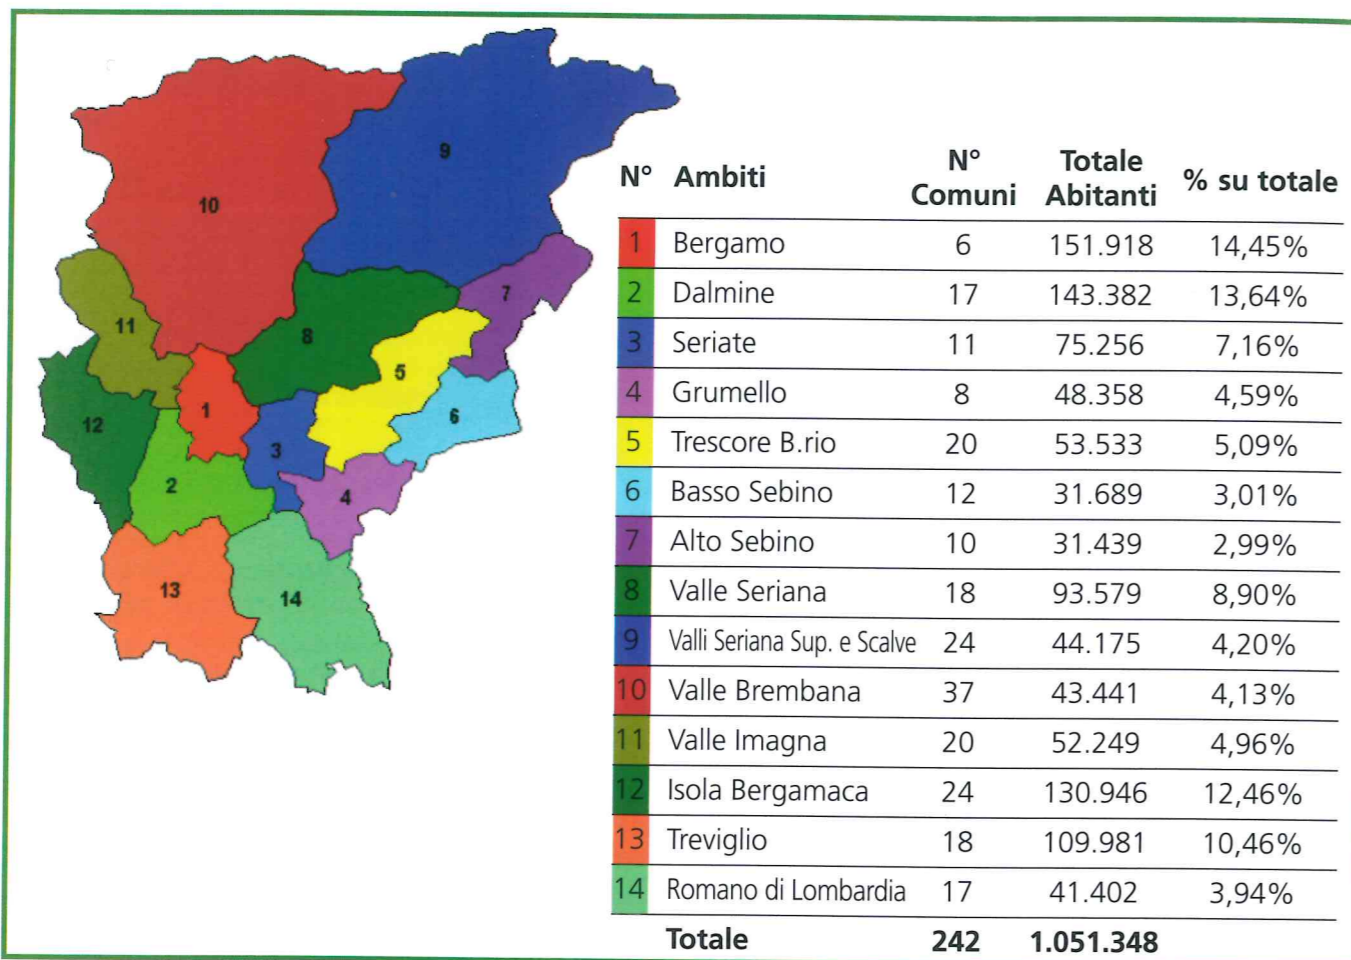 10
9
7
11
8
5
12
1
6
3
2
4
13
14
N° Ambiti N° Comuni Totale Abitanti % su totale
1 Bergamo 6 151.918 14,45%
2 Dalmine 17 143.382 13,64%
3 Seriate 11 75.256 7,16%
4 Grumello 8 48.358 4,59%
5 Trescore B.rio 20 53.533 5,09%
6 Basso Sebino 12 31.689 3,01%
7 Alto Sebino 10 31.439 2,99%
8 Valle Seriana 18 93.579 8,90%
9 Valli Seriana Sup. e Scalve 24 44.175 4,20%
10 Valle Brembana 37 43.441 4,13%
11 Valle Imagna 20 52.249 4,96%
12 Isola Bergamaca 24 130.946 12,46%
13 Treviglio 18 109.981 10,46%
14 Romano di Lombardia 17 41.402 3,94%
Totale 242 1.051.348